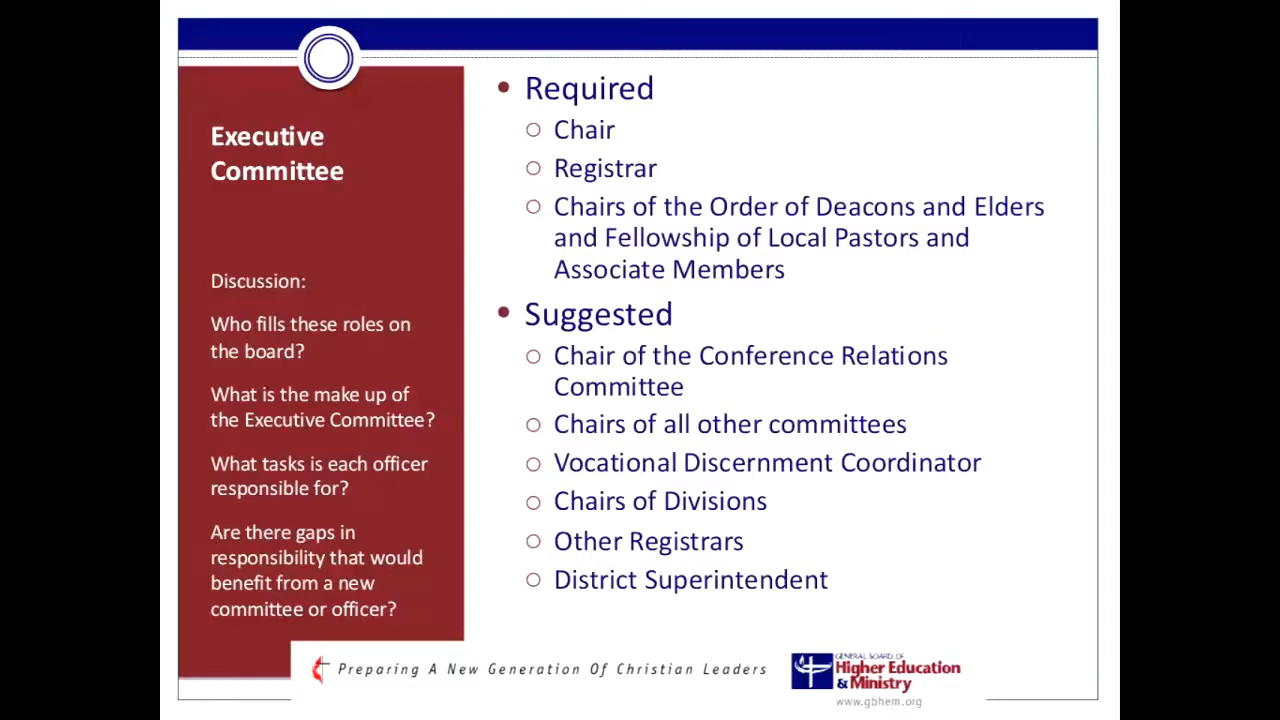 Executive
Committee
Discussion:
Who fills these roles on
the board?
What is the make up of
the Executive Committee?
What tasks is each officer
responsible for?
Are there gaps in
responsibility that would
benefit from a new
committee or officer?
• Required
○ Chair
○ Registrar
○ Chairs of the Order of Deacons and Elders
and Fellowship of Local Pastors and
Associate Members
• Suggested
○ Chair of the Conference Relations
Committee
○ Chairs of all other committees
○ Vocational Discernment Coordinator
○ Chairs of Divisions
○ Other Registrars
○ District Superintendent
Preparing A New Generation Of Christian Leaders
GENERAL BOARD OF
Higher Education
& Ministry
www.gbhem.org